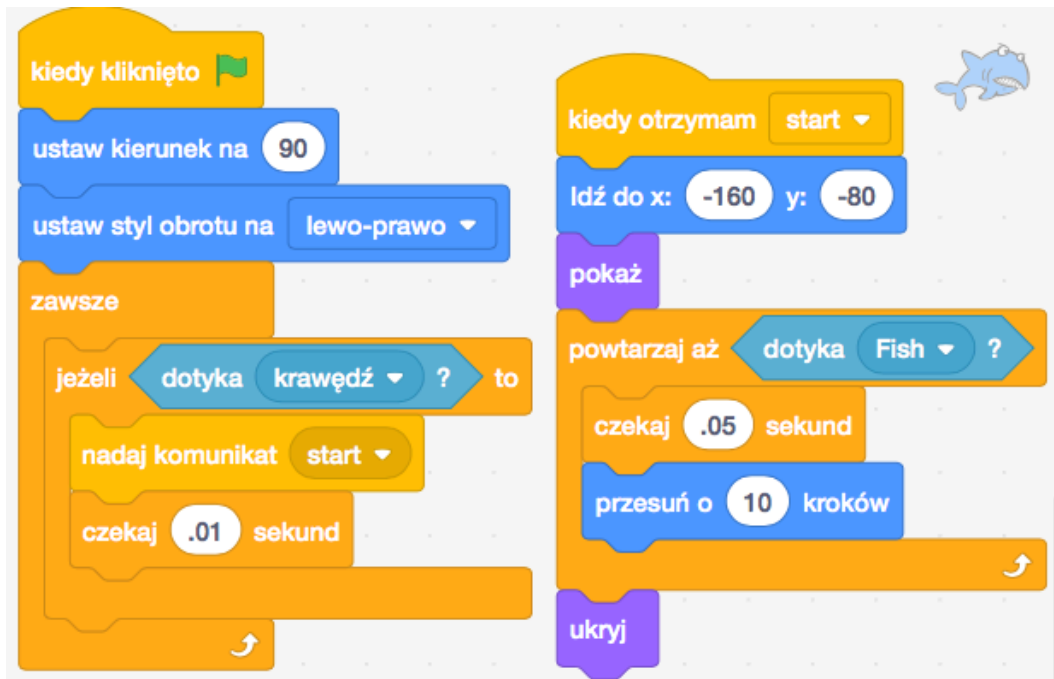 kiedy kliknięto
ustaw kierunek na 90
ustaw styl obrotu na lewo-prawo
zawsze
jeżeli dotyka krawędź ? to
nadaj komunikat start
czekaj .01 sekund
kiedy otrzymam start
Idź do x: -160 y: -80
pokaż
powtarzaj aż dotyka Fish ?
czekaj .05 sekund
przesuń o 10 kroków
ukryj